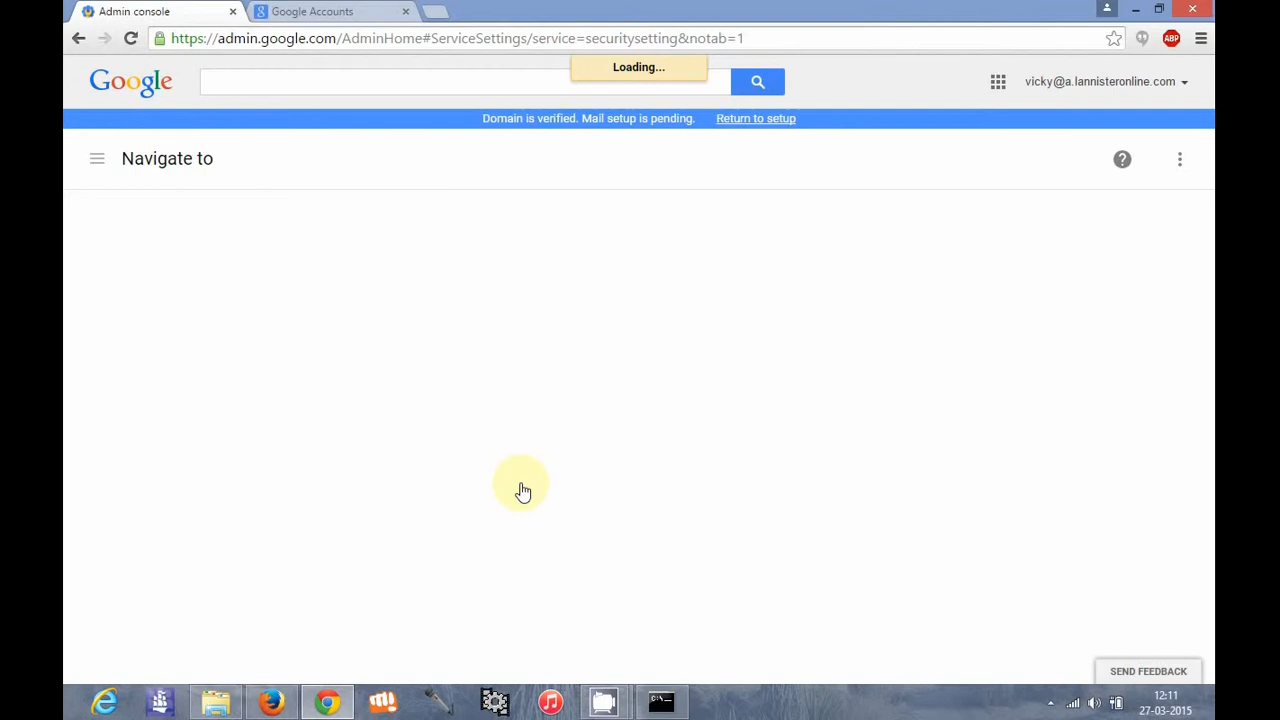 Admin console
Google Accounts
https://admin.google.com/AdminHome#ServiceSettings/service=securitysetting&notab=1
ABP
Loading...
Google
vicky@a.lannisteronline.com
Domain is verified. Mail setup is pending. Return to setup
Navigate to
SEND FEEDBACK
12:11
27-03-2015